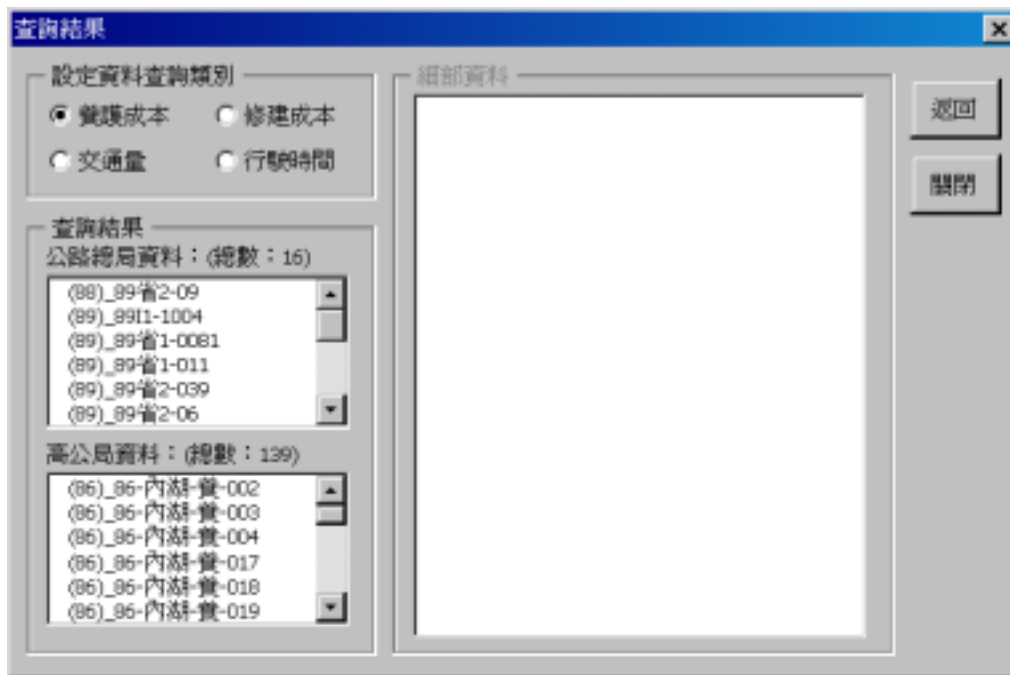 查詢結果
設定資料查詢類別
養護成本 修建成本
交通量 行駛時間
查詢結果
公路總局資料：(總數：16)
(88)_89省2-09
(89)_89I1-1004
(89)_89省1-0081
(89)_89省1-011
(89)_89省2-039
(89)_89省2-06
高公局資料：(總數：139)
(86)_86-內湖-養-002
(86)_86-內湖-養-003
(86)_86-內湖-養-004
(86)_86-內湖-養-017
(86)_86-內湖-養-018
(86)_86-內湖-養-019
細部資料
返回
關閉